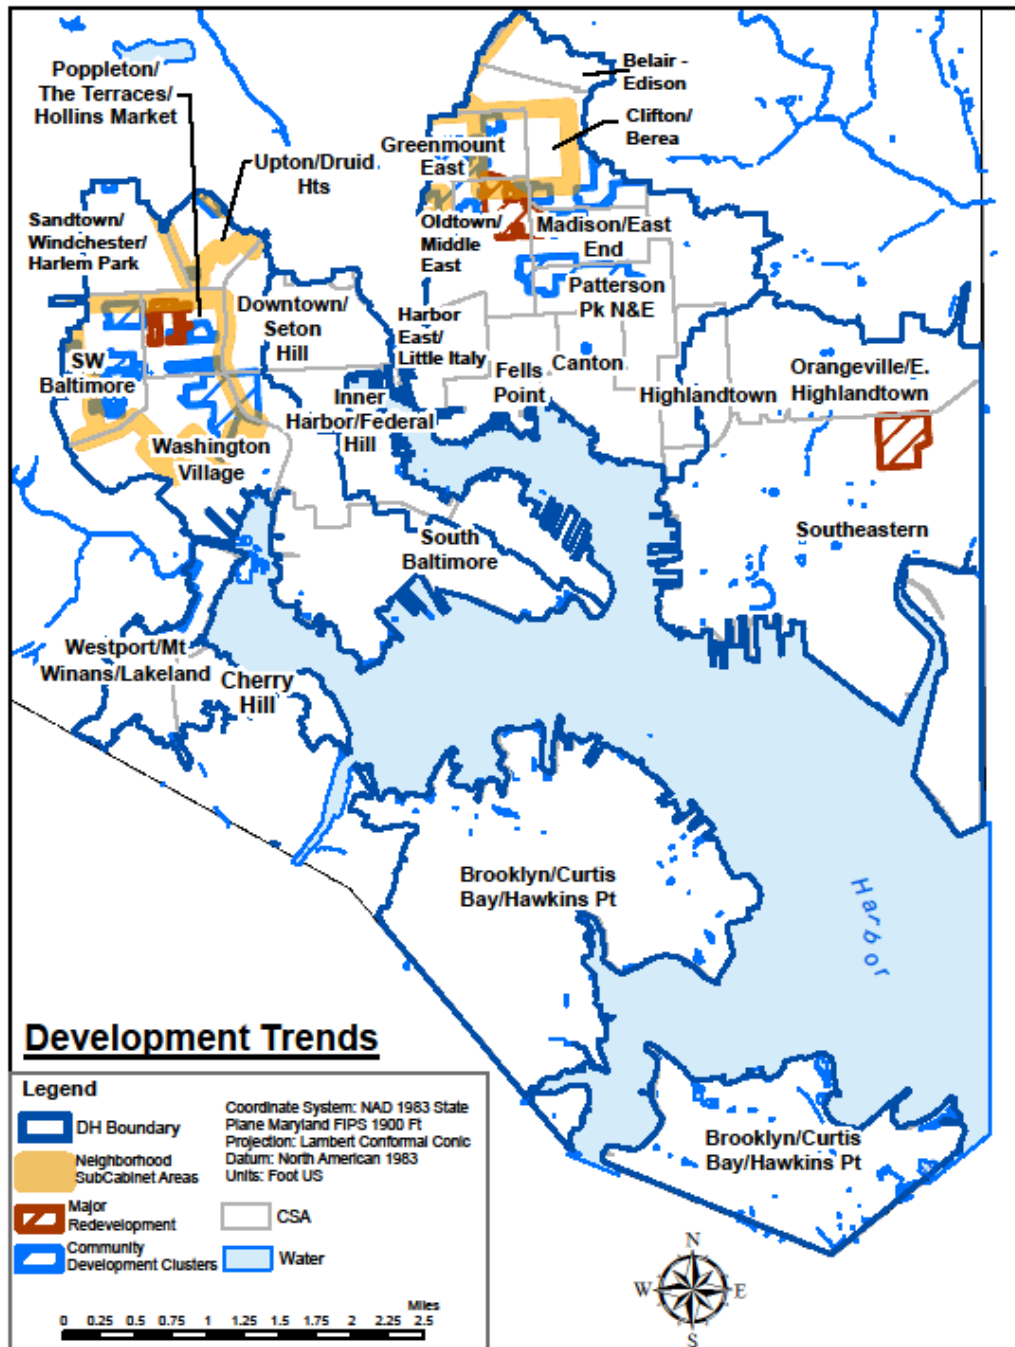 Poppleton/
The Terraces/
Hollins Market
Belair -
Edison
Clifton/
Berea
Greenmount
East
Upton/Druid
Hts
Sandtown/
Windchester/
Harlem Park
Oldtown/
Middle
East
Madison/East
End
Patterson
Pk N&E
Downtown/
Seton
Hill
Harbor
East/
Little Italy
SW
Baltimore
Fells
Point
Canton
Highlandtown
Orangeville/E.
Highlandtown
Inner
Harbor/Federal
Hill
Washington
Village
South
Baltimore
Southeastern
Westport/Mt
Winans/Lakeland
Cherry
Hill
Brooklyn/Curtis
Bay/Hawkins Pt
Harbor
Brooklyn/Curtis
Bay/Hawkins Pt
Development Trends
Legend
DH Boundary
Neighborhood
SubCabinet Areas
Major
Redevelopment
Community
Development Clusters
Coordinate System: NAD 1983 State
Plane Maryland FIPS 1900 Ft
Projection: Lambert Conformal Conic
Datum: North American 1983
Units: Foot US
CSA
Water
Miles
0 0.25 0.5 0.75 1 1.25 1.5 1.75 2 2.25 2.5
N
W E
S